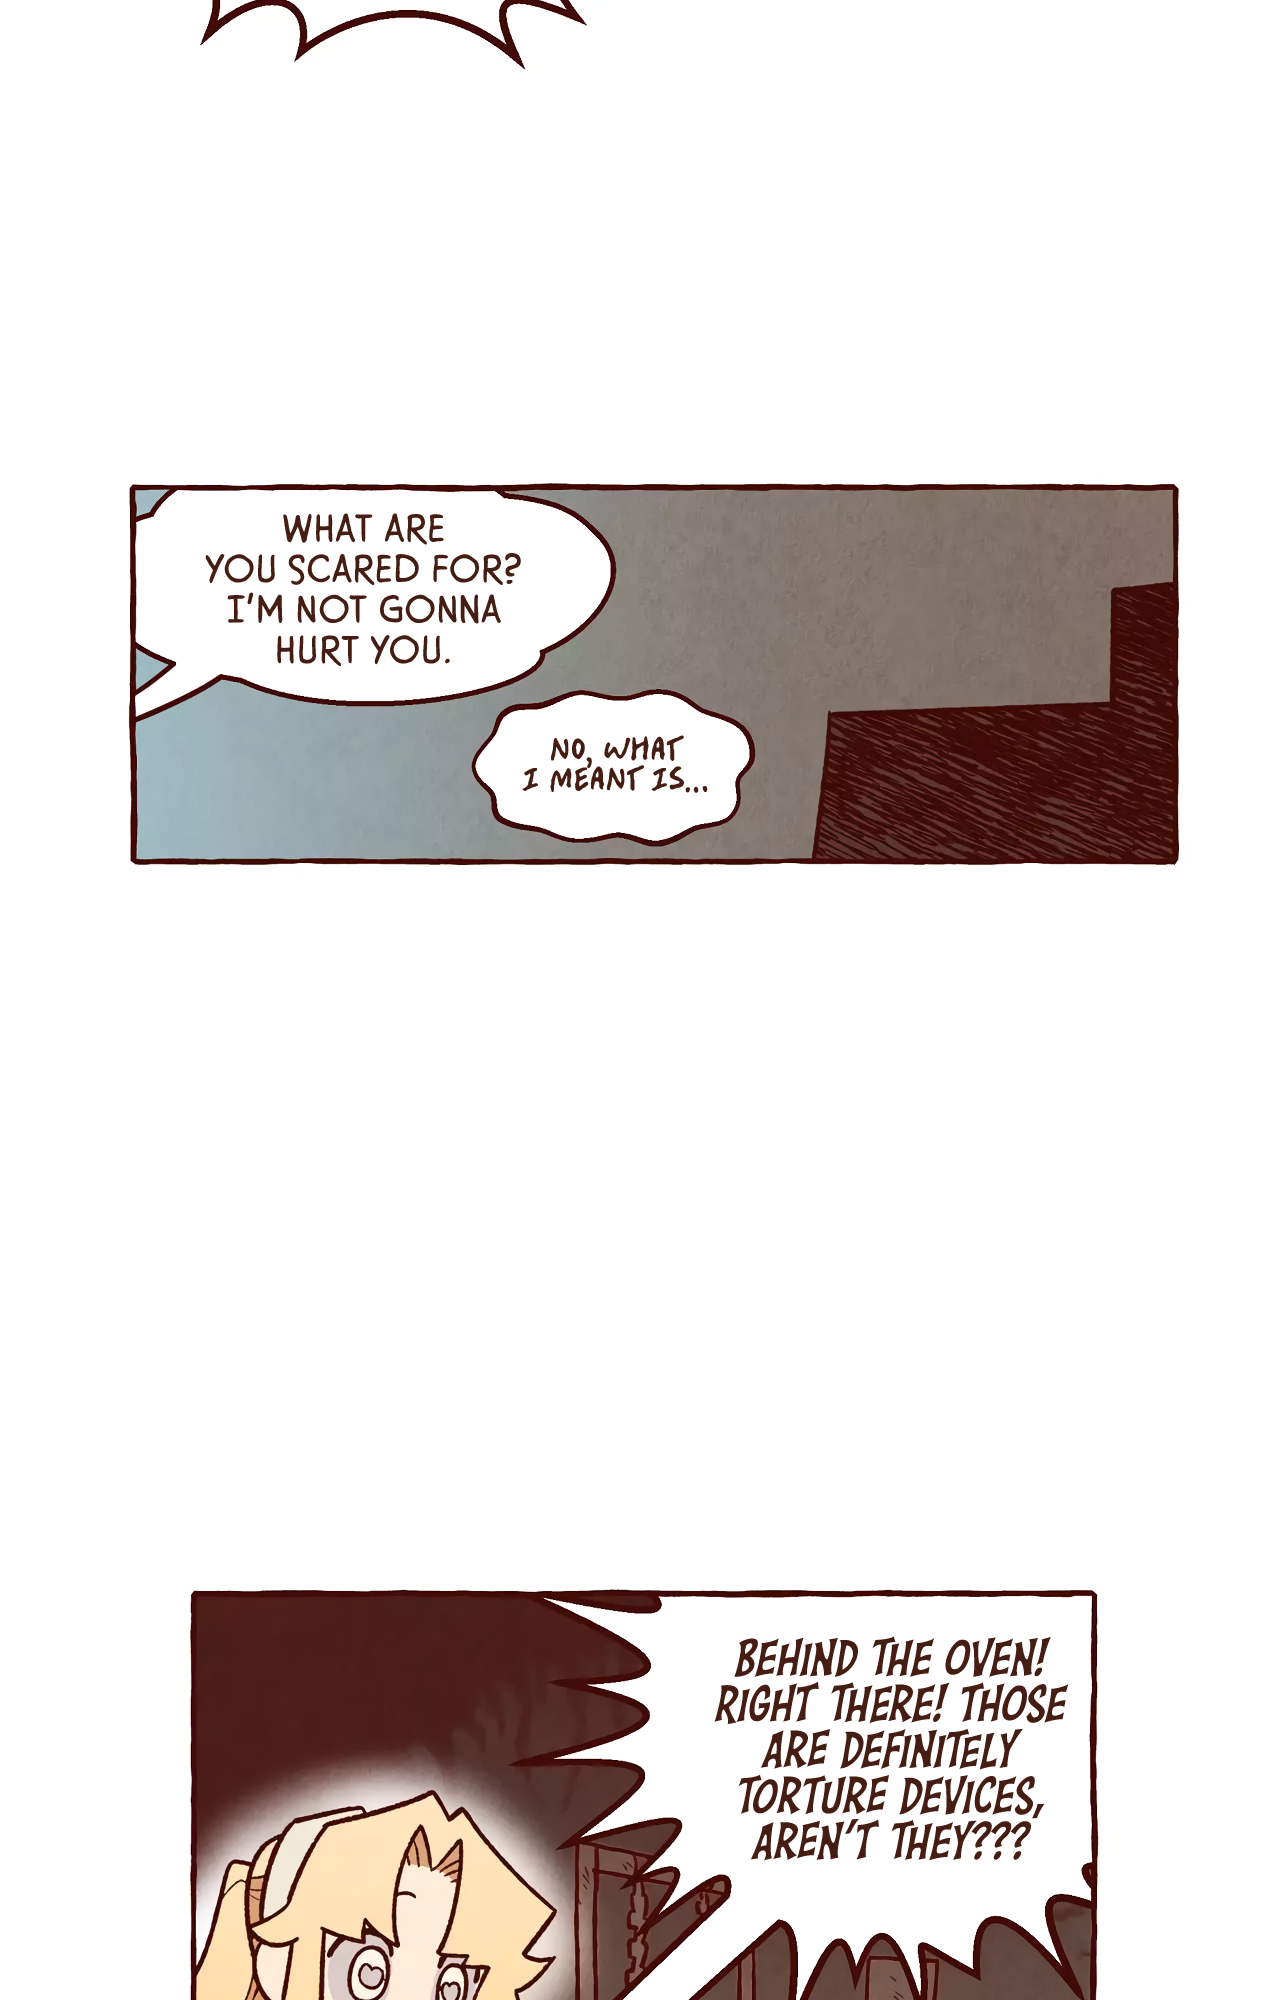 WHAT ARE
YOU SCARED FOR?
I'M NOT GONNA
HURT YOU.
NO, WHAT
I MEANT IS...
BEHIND THE OVEN!
RIGHT THERE! THOSE
ARE DEFINITELY
TORTURE DEVICES,
AREN'T THEY???